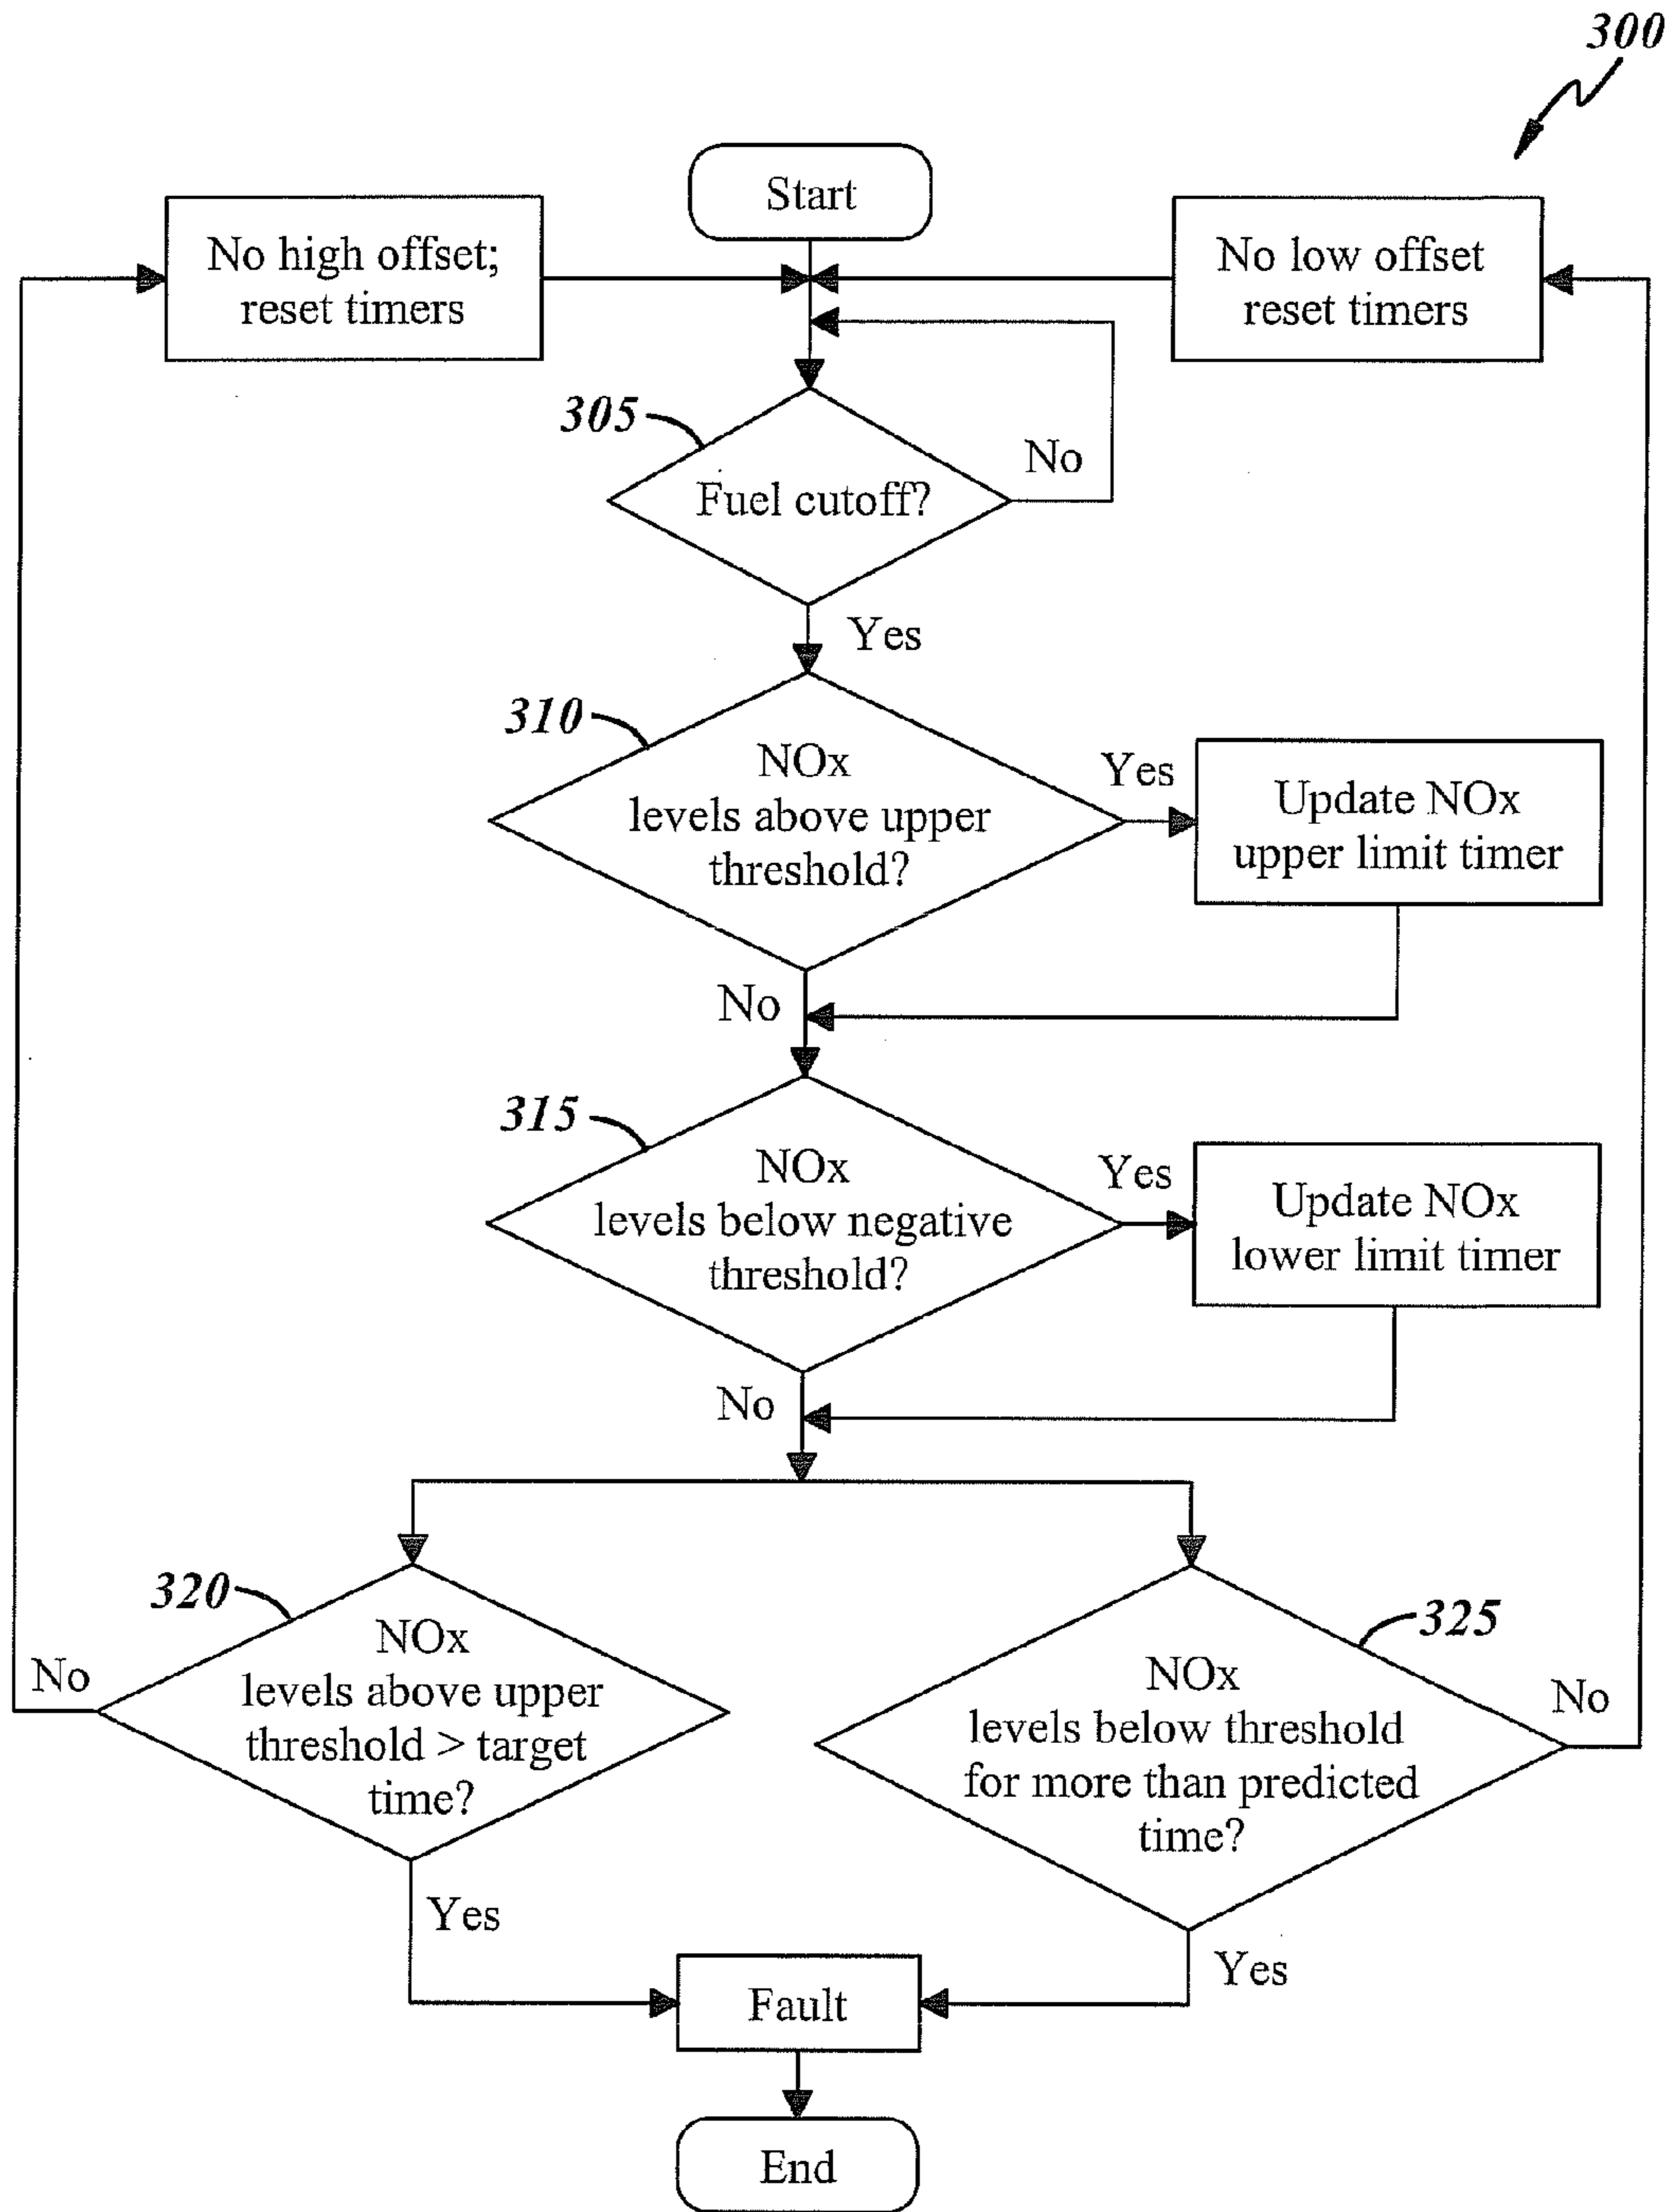 300
Start
No high offset;
reset timers
No low offset
reset timers
305
Fuel cutoff?
No
Yes
310
NOx
levels above upper
threshold?
Yes
Update NOx
upper limit timer
No
315
NOx
levels below negative
threshold?
Yes
Update NOx
lower limit timer
No
320
NOx
levels above upper
threshold > target
time?
No
325
NOx
levels below threshold
for more than predicted
time?
No
Yes
Yes
Fault
End